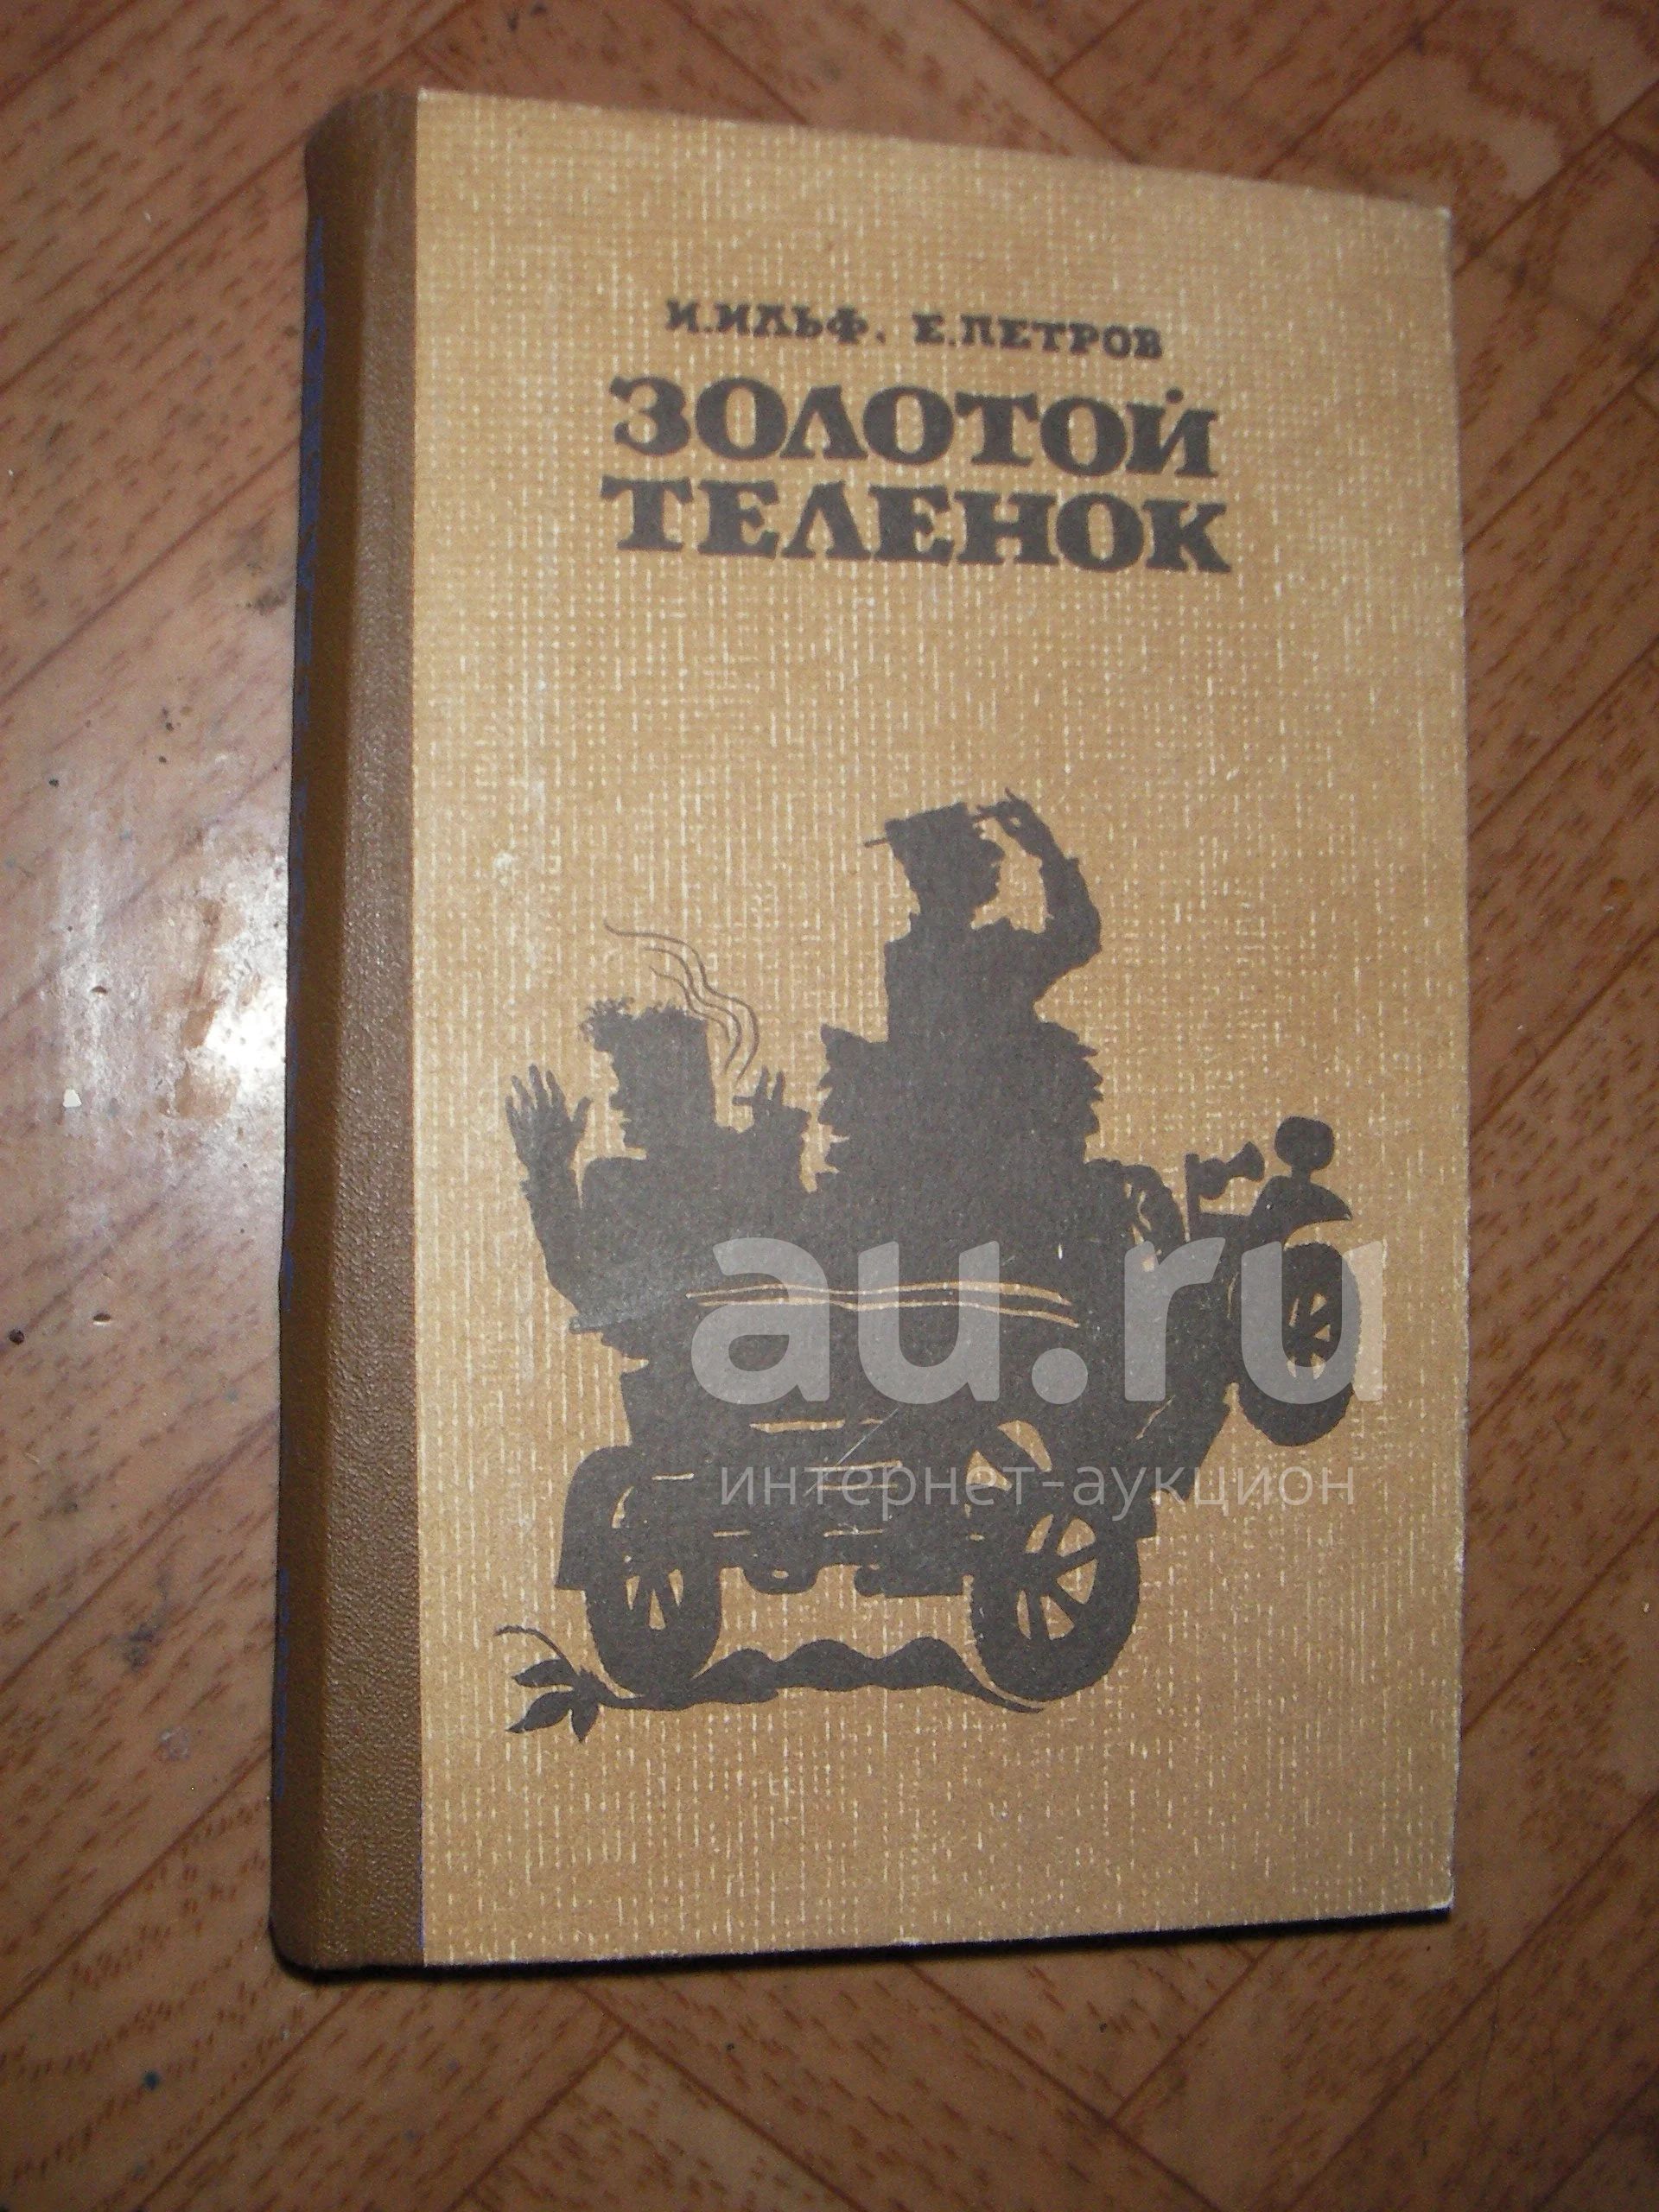 И.ИЛЬФ. Е.ПЕТРОВ
ЗОЛОТОЙ
ТЕЛЕНОК
au.ru
интернет-аукцион